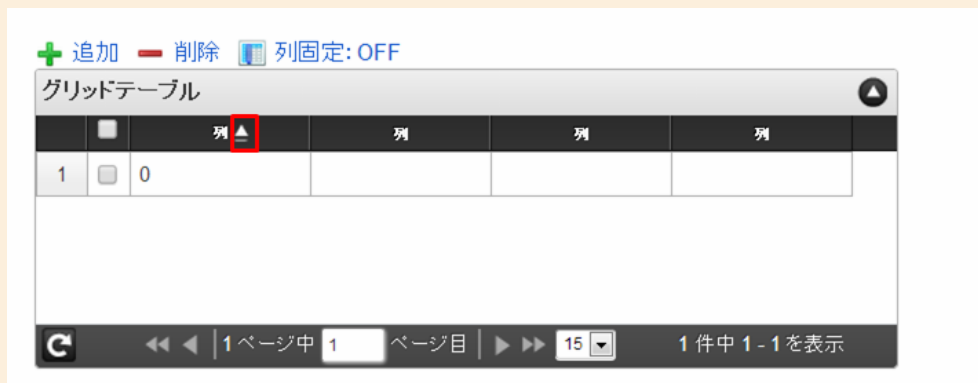 追加 削除 列固定: OFF
グリッドテーブル
列 列 列 列
1 0
1 ページ中 1 ページ目 15 1 件中 1 - 1 を表示